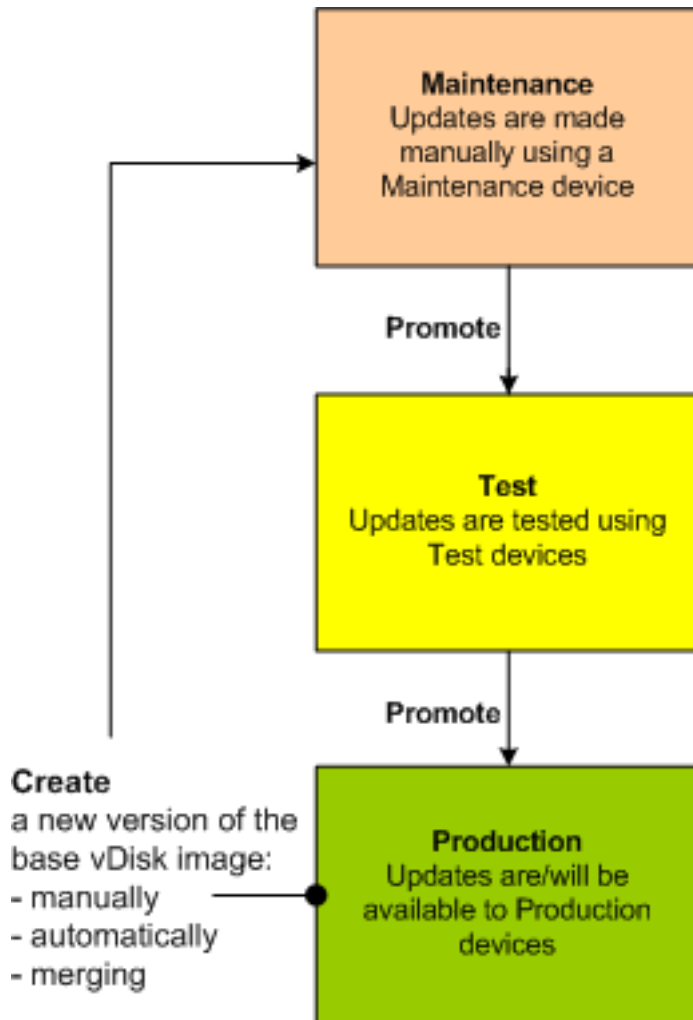 Maintenance
Updates are made
manually using a
Maintenance device
Promote
Test
Updates are tested using
Test devices
Promote
Create
a new version of the
base vDisk image:
- manually
- automatically
- merging
Production
Updates are/will be
available to Production
devices